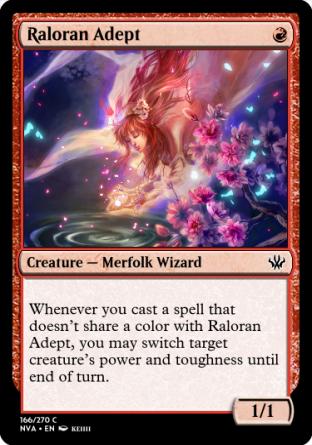 Raloran Adept
Creature — Merfolk Wizard
Whenever you cast a spell that
doesn't share a color with Raloran
Adept, you may switch target
creature's power and toughness until
end of turn.
166/270 C
NVA • EN KEIIII
1/1